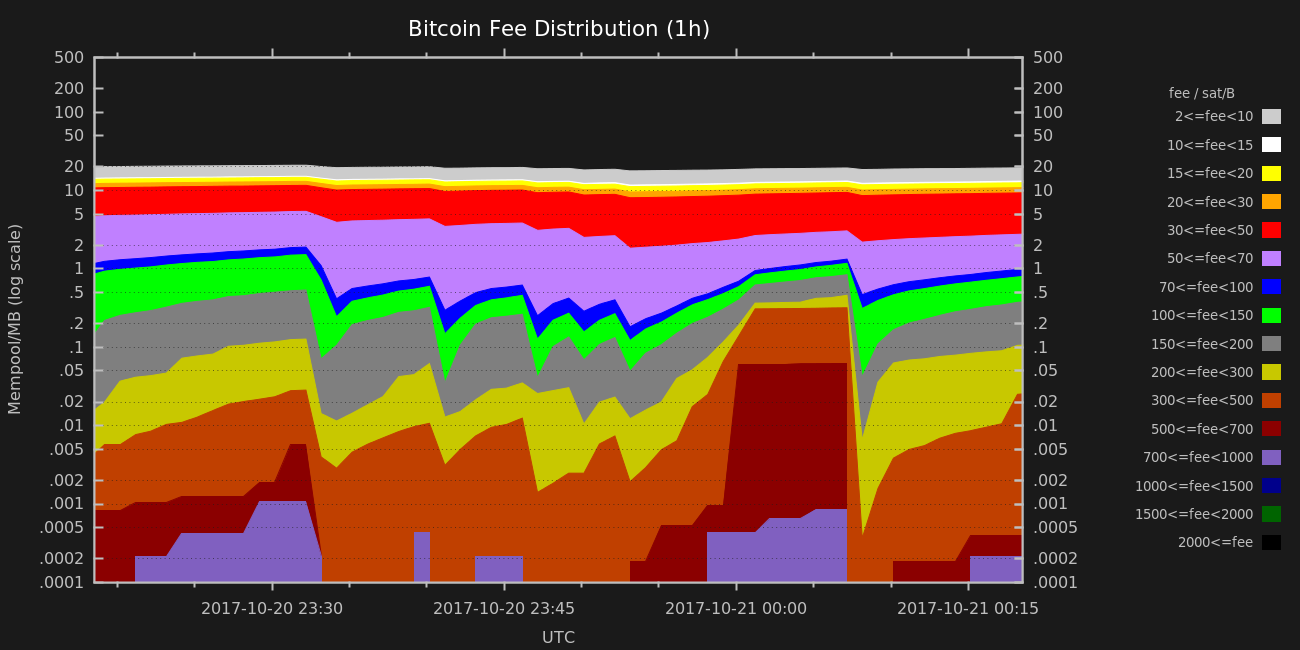 Bitcoin Fee Distribution (1h)
Mempool/MB (log scale)
500
200
100
50
20
10
5
2
1
.5
.2
.1
.05
.02
.01
.005
.002
.001
.0005
.0002
.0001
500
200
100
50
20
10
5
2
1
.5
.2
.1
.05
.02
.01
.005
.002
.001
.0005
.0002
.0001
fee / sat/B
2<=fee<10
10<=fee<15
15<=fee<20
20<=fee<30
30<=fee<50
50<=fee<70
70<=fee<100
100<=fee<150
150<=fee<200
200<=fee<300
300<=fee<500
500<=fee<700
700<=fee<1000
1000<=fee<1500
1500<=fee<2000
2000<=fee
2017-10-20 23:30 2017-10-20 23:45 2017-10-21 00:00 2017-10-21 00:15
UTC